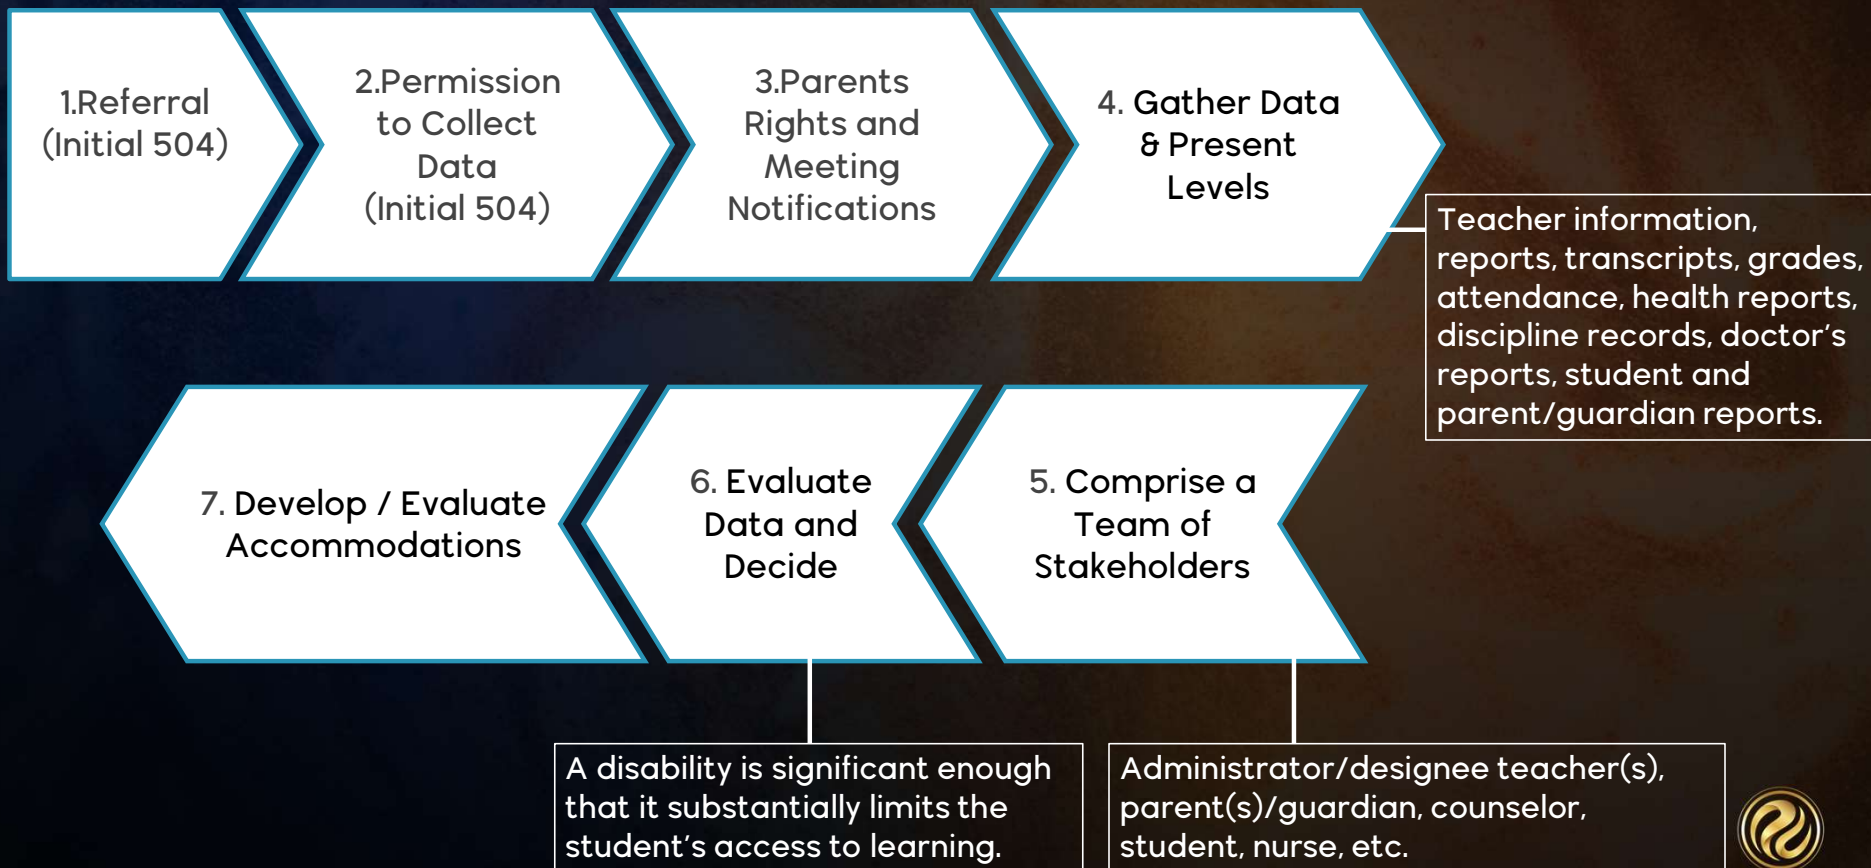 1.Referral
(Initial 504)
2.Permission
to Collect
Data
(Initial 504)
3.Parents
Rights and
Meeting
Notifications
4. Gather Data
& Present
Levels
Teacher information,
reports, transcripts, grades,
attendance, health reports,
discipline records, doctor's
reports, student and
parent/guardian reports.
5. Comprise a
Team of
Stakeholders
Administrator/designee teacher(s),
parent(s)/guardian, counselor,
student, nurse, etc.
6. Evaluate
Data and
Decide
A disability is significant enough
that it substantially limits the
student's access to learning.
7. Develop / Evaluate
Accommodations